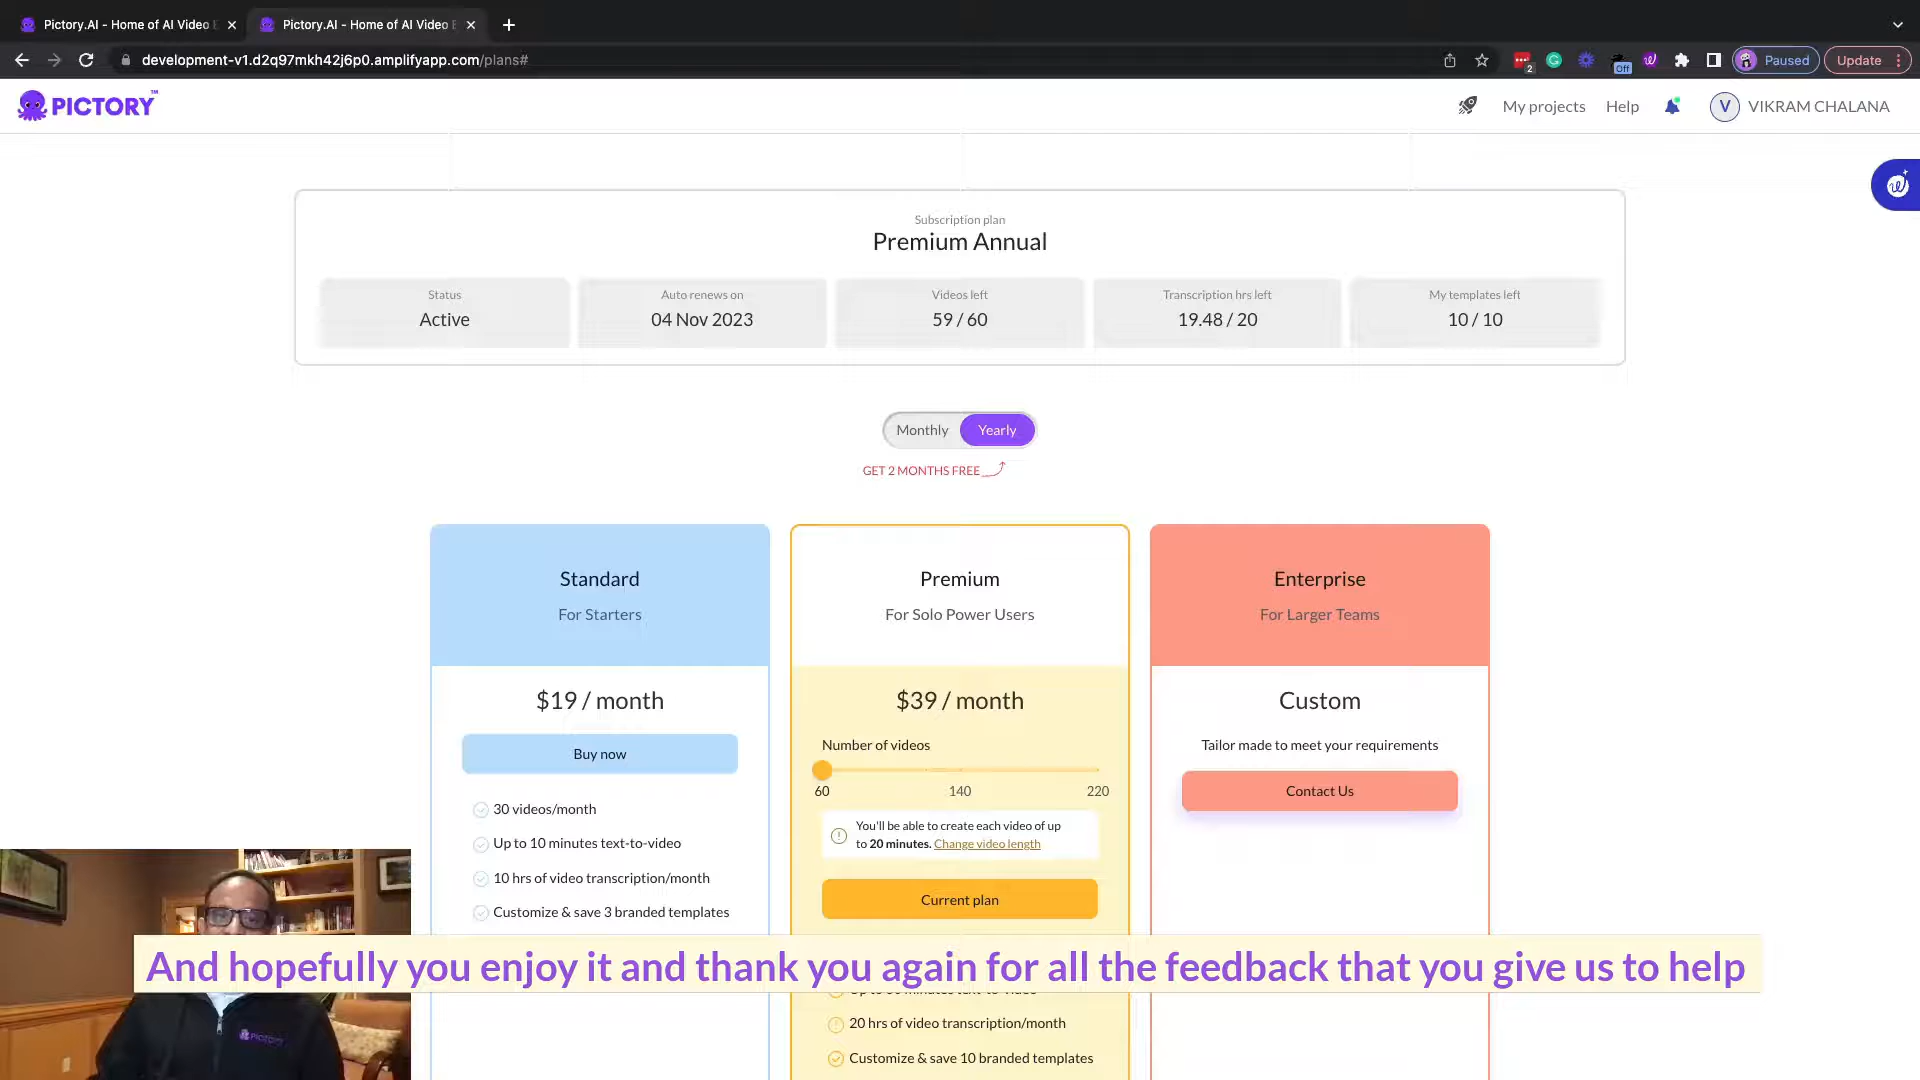 Pictory.AI - Home of AI Video E
Pictory.AI - Home of AI Video E
development-v1.d2q97mkh42j6p0.amplifyapp.com/plans#
2
Off
Paused
Update
PICTORY™
My projects
Help
V
VIKRAM CHALANA
Subscription plan
Premium Annual
Status
Active
Auto renews on
04 Nov 2023
Videos left
59 / 60
Transcription hrs left
19.48 / 20
My templates left
10 / 10
Monthly
Yearly
GET 2 MONTHS FREE
Standard
For Starters
$19 / month
Buy now
30 videos/month
Up to 10 minutes text-to-video
10 hrs of video transcription/month
Customize & save 3 branded templates
Premium
For Solo Power Users
$39 / month
Number of videos
60
140
220
You'll be able to create each video of up
to 20 minutes. Change video length
Current plan
20 hrs of video transcription/month
Customize & save 10 branded templates
Enterprise
For Larger Teams
Custom
Tailor made to meet your requirements
Contact Us
And hopefully you enjoy it and thank you again for all the feedback that you give us to help
PICTORY